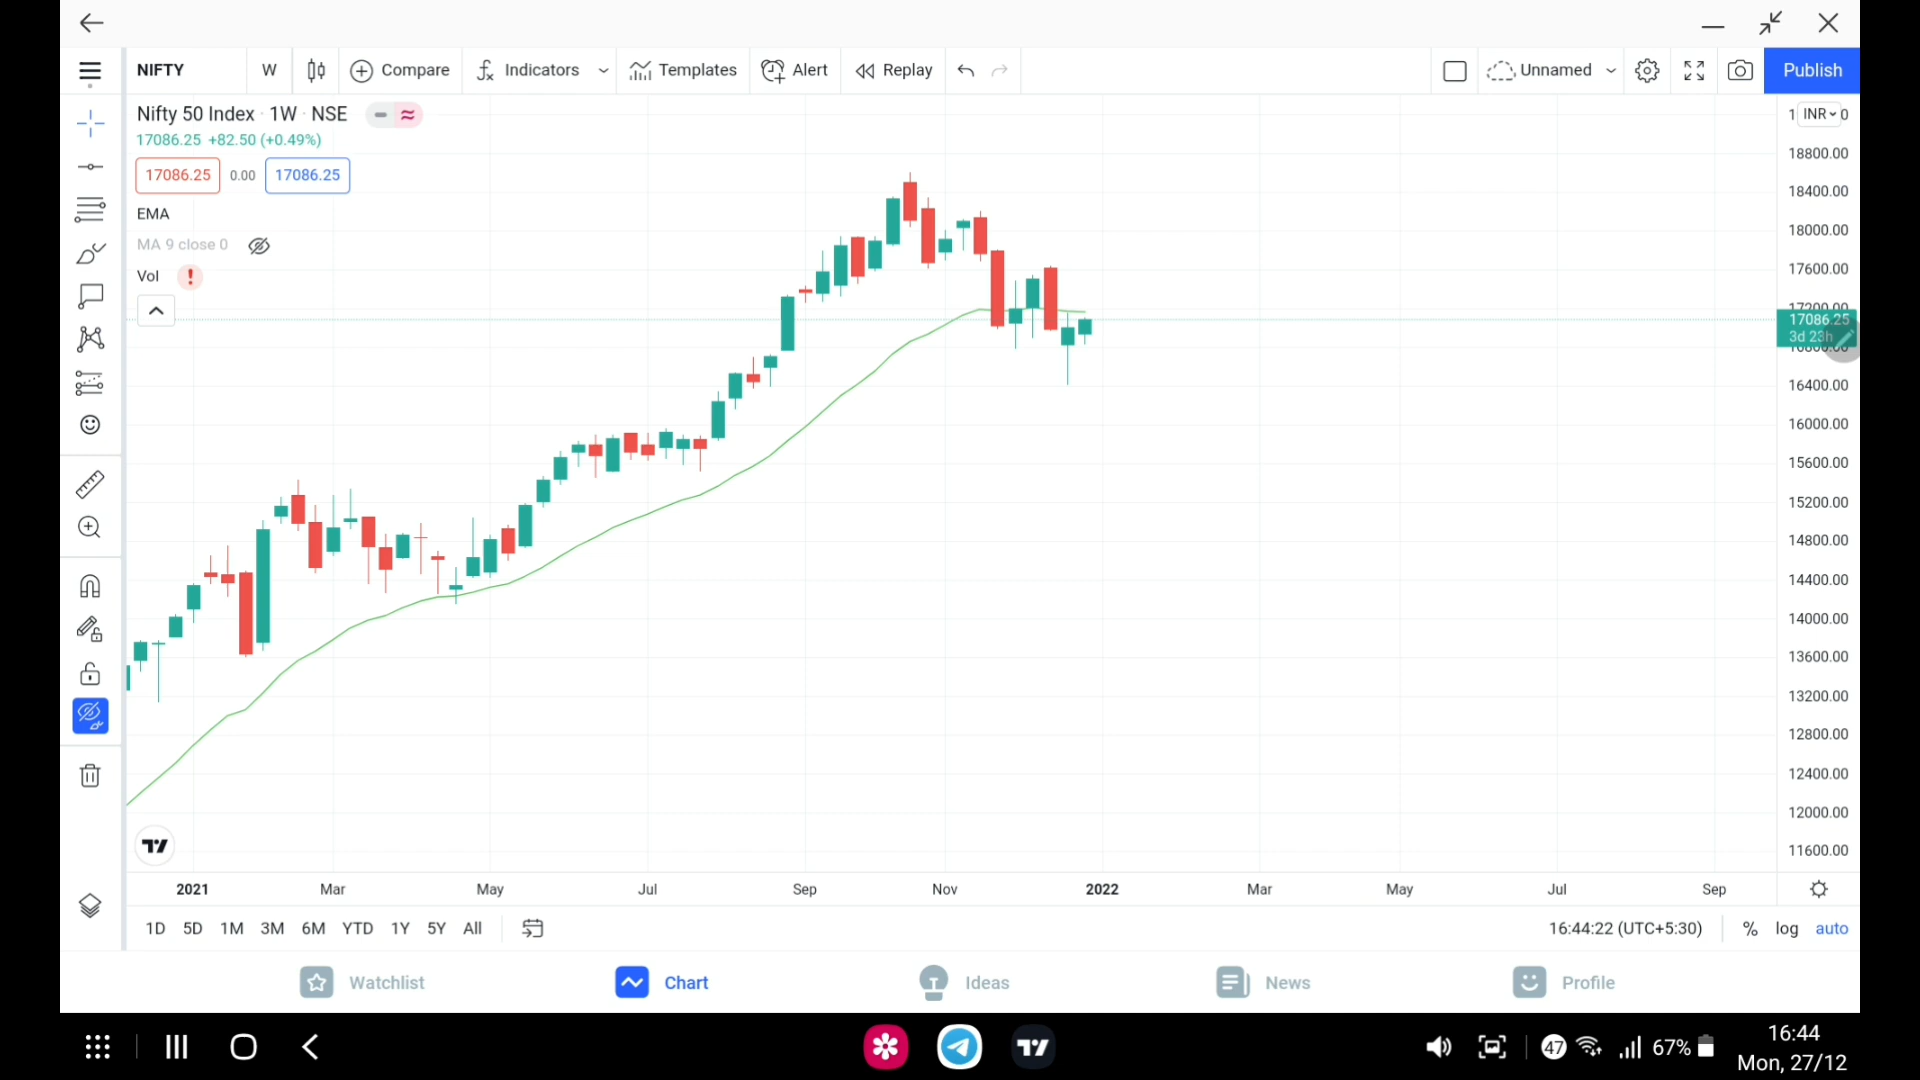 NIFTY W Compare Indicators Templates Alert Replay Unnamed Publish
Nifty 50 Index · 1W · NSE
17086.25 +82.50 (+0.49%)
17086.25 0.00 17086.25
EMA
MA 9 close 0
Vol !
INR
18800.00
18400.00
18000.00
17600.00
17200.00
17086.25
3d 23h
16800.00
16400.00
16000.00
15600.00
15200.00
14800.00
14400.00
14000.00
13600.00
13200.00
12800.00
12400.00
12000.00
11600.00
2021 Mar May Jul Sep Nov 2022 Mar May Jul Sep
1D 5D 1M 3M 6M YTD 1Y 5Y All 16:44:22 (UTC+5:30) % log auto
Watchlist Chart Ideas News Profile
47 67% 16:44
Mon, 27/12